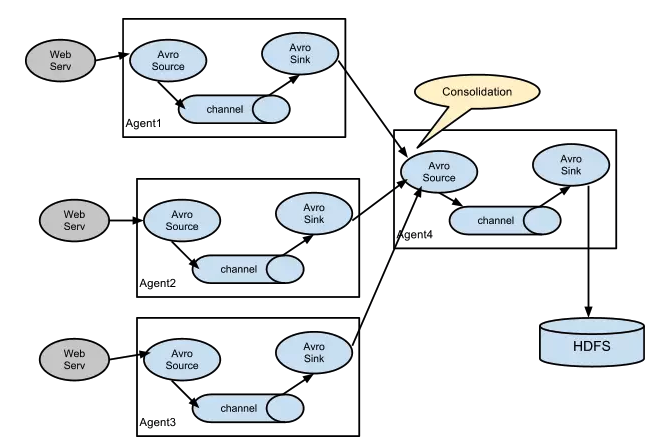 Web
Serv
Avro
Source
Avro
Sink
channel
Agent1
Consolidation
Web
Serv
Avro
Source
Avro
Sink
channel
Agent2
Avro
Source
Avro
Sink
channel
Agent4
Web
Serv
Avro
Source
Avro
Sink
channel
Agent3
HDFS